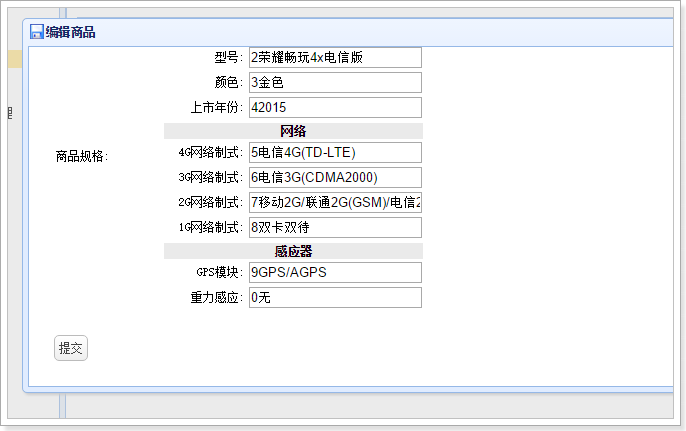 编辑商品
型号: 2荣耀畅玩4x电信版
颜色: 3金色
上市年份: 42015
网络
商品规格:
4G网络制式: 5电信4G(TD-LTE)
3G网络制式: 6电信3G(CDMA2000)
2G网络制式: 7移动2G/联通2G(GSM)/电信2
1G网络制式: 8双卡双待
感应器
GPS模块: 9GPS/AGPS
重力感应: 0无
提交